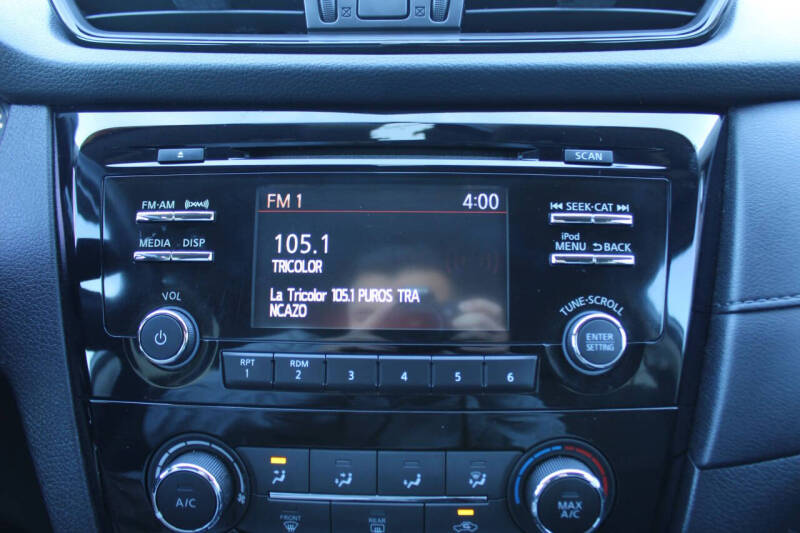 SCAN
FM·AM ((XM))
SEEK·CAT
MEDIA DISP
iPod
MENU BACK
FM 1 4:00
105.1
TRICOLOR
La Tricolor 105.1 PUROS TRA
NCAZO
VOL
TUNE·SCROLL
ENTER
SETTING
RPT
1
RDM
2
3
4
5
6
A/C
MAX
A/C
FRONT
REAR